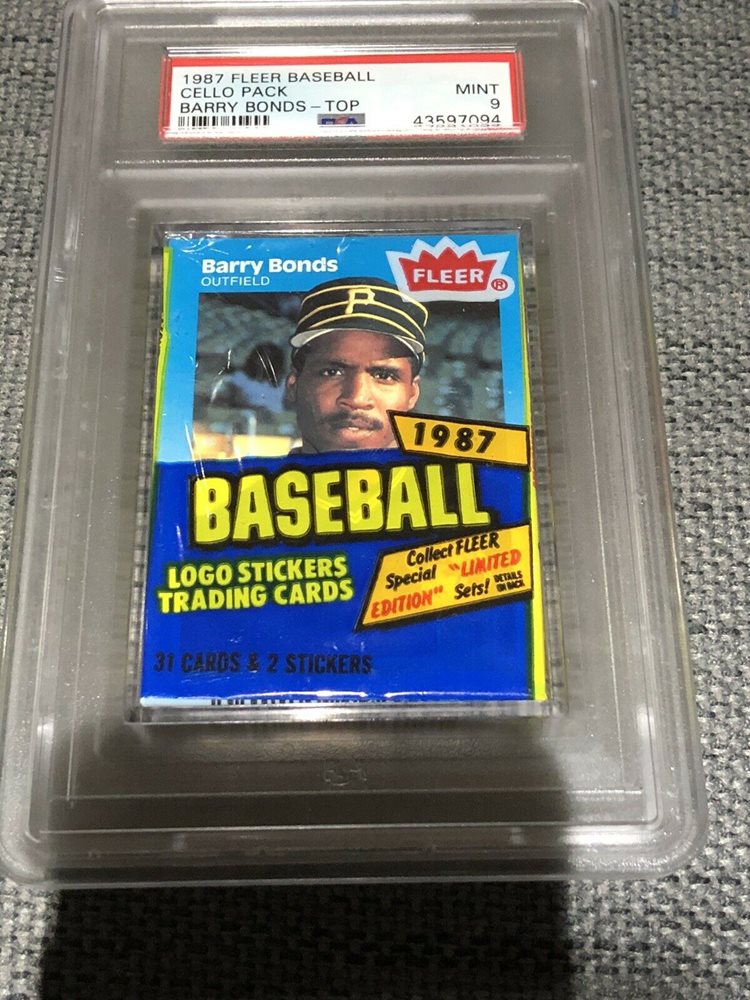 1987 FLEER BASEBALL
CELLO PACK
BARRY BONDS – TOP
MINT
9
43597094
PSA
Barry Bonds
OUTFIELD
FLEER®
P
1987
BASEBALL
LOGO STICKERS
TRADING CARDS
Collect FLEER
Special "LIMITED
EDITION" Sets! DETAILS
ON BACK
31 CARDS & 2 STICKERS